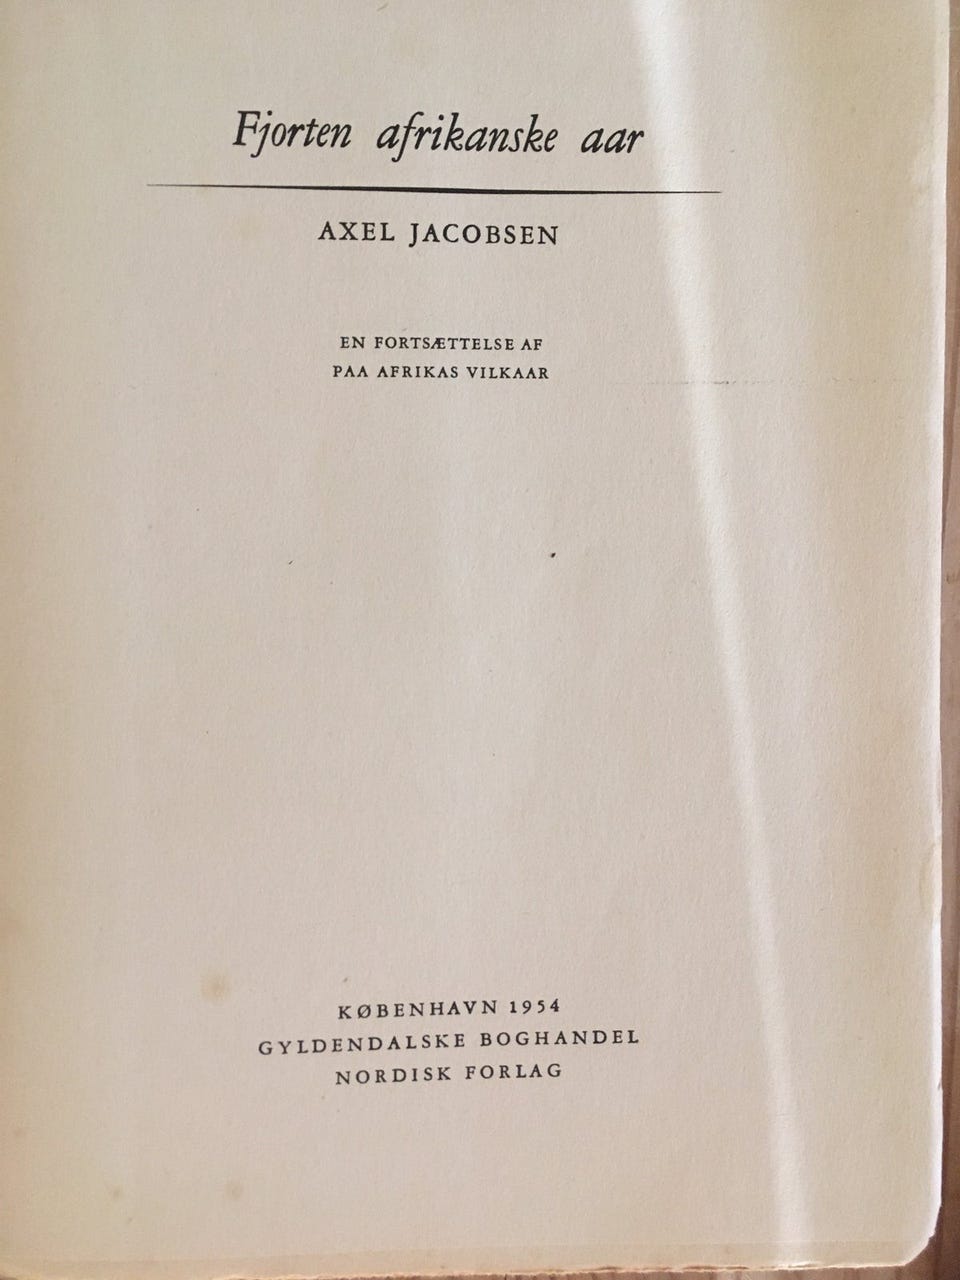 Fjorten afrikanske aar
AXEL JACOBSEN
EN FORTSÆTTELSE AF
PAA AFRIKAS VILKAAR
KØBENHAVN 1954
GYLDENDALSKE BOGHANDEL
NORDISK FORLAG